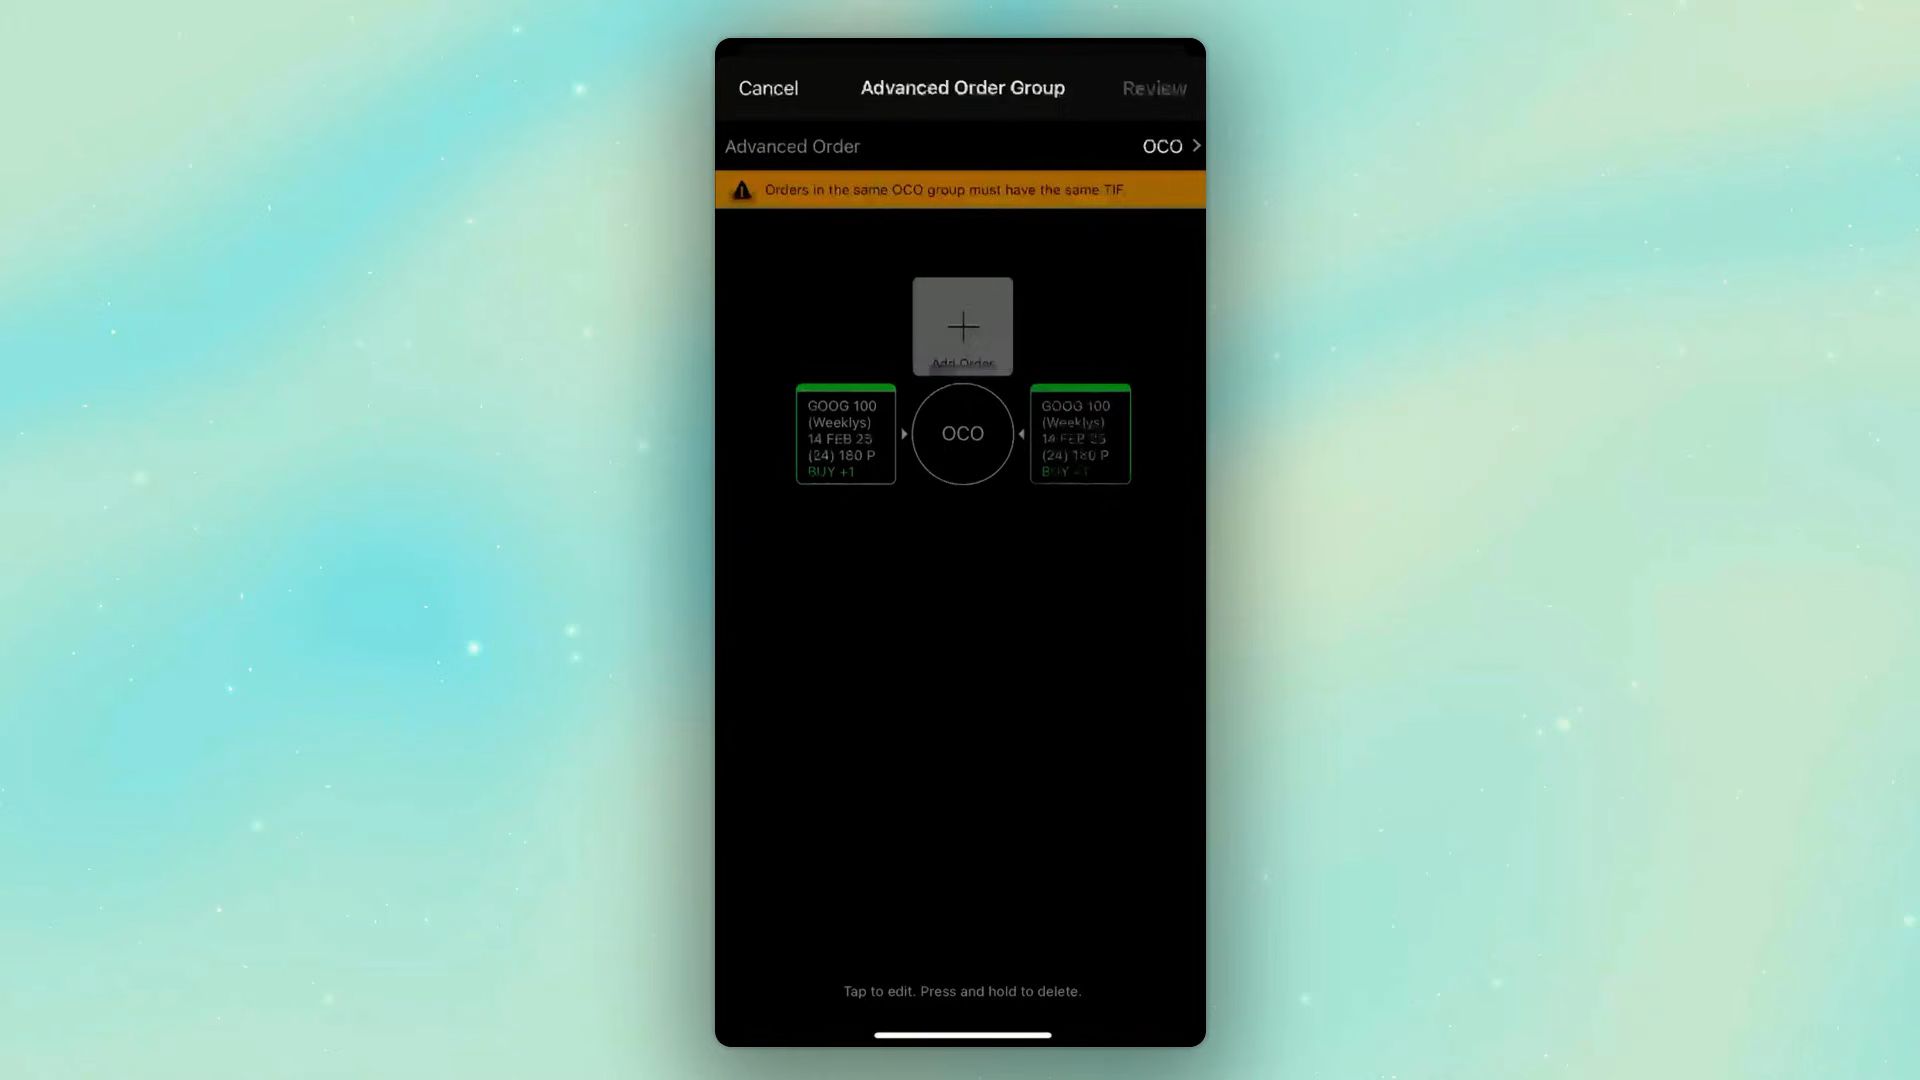 Cancel
Advanced Order Group
Review
Advanced Order
OCO
Orders in the same OCO group must have the same TIF
Add Order
GOOG 100
(Weeklys)
14 FEB 25
(24) 180 P
BUY +1
OCO
GOOG 100
(Weeklys)
14 FEB 25
(24) 180 P
BUY +1
Tap to edit. Press and hold to delete.